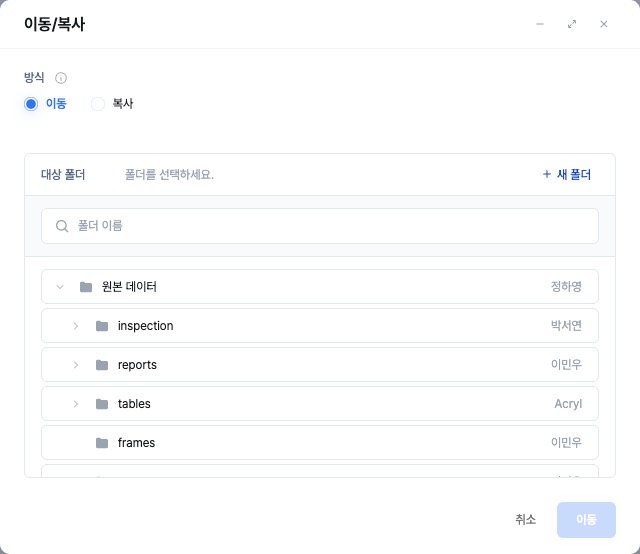 이동/복사
방식
이동 복사
대상 폴더 폴더를 선택하세요. + 새 폴더
폴더 이름
원본 데이터 정하영
inspection 박서연
reports 이민우
tables Acryl
frames 이민우
취소 이동